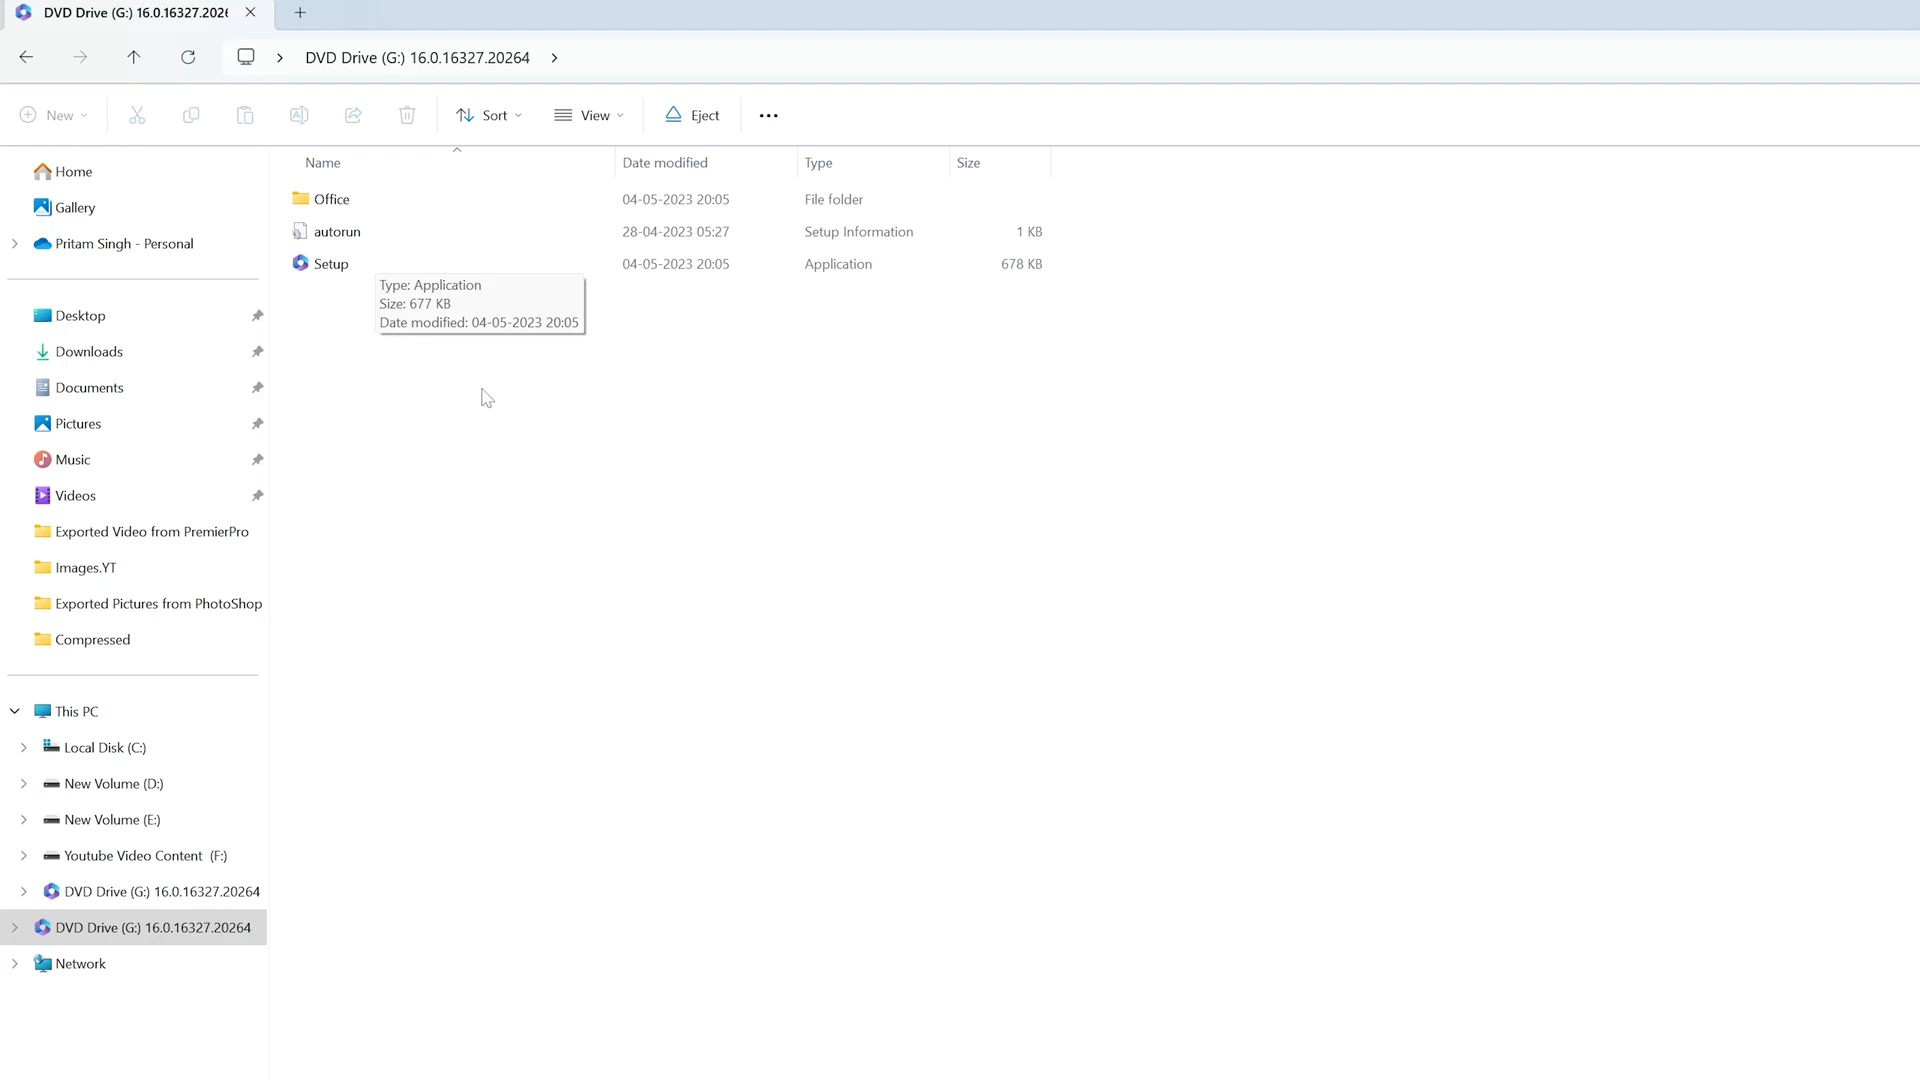 DVD Drive (G:) 16.0.16327.202
DVD Drive (G:) 16.0.16327.20264
New
Sort
View
Eject
Name
Date modified
Type
Size
Office
04-05-2023 20:05
File folder
autorun
28-04-2023 05:27
Setup Information
1 KB
Setup
04-05-2023 20:05
Application
678 KB
Type: Application
Size: 677 KB
Date modified: 04-05-2023 20:05
Home
Gallery
Pritam Singh - Personal
Desktop
Downloads
Documents
Pictures
Music
Videos
Exported Video from PremierPro
Images.YT
Exported Pictures from PhotoShop
Compressed
This PC
Local Disk (C:)
New Volume (D:)
New Volume (E:)
Youtube Video Content (F:)
DVD Drive (G:) 16.0.16327.20264
DVD Drive (G:) 16.0.16327.20264
Network